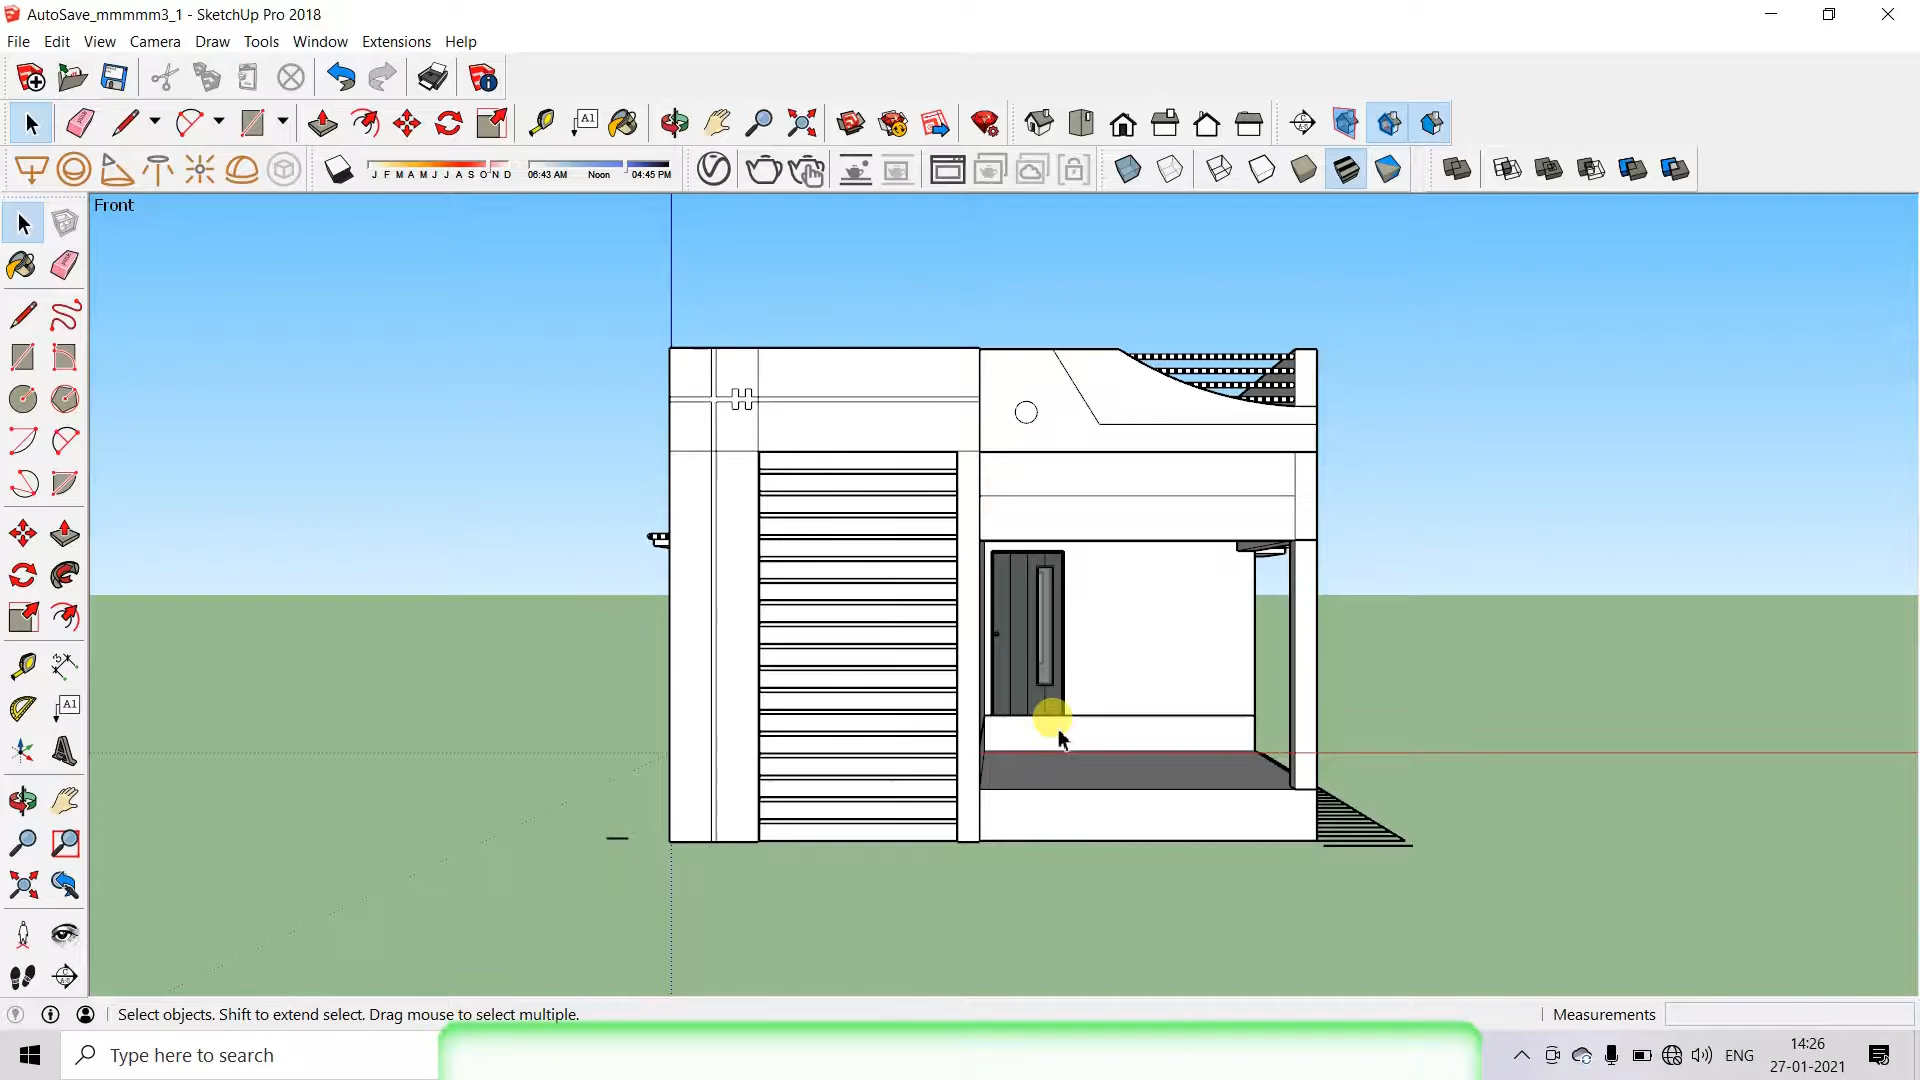 AutoSave_mmmmm3_1 - SketchUp Pro 2018
File Edit View Camera Draw Tools Window Extensions Help
A1
J F M A M J J A S O N D 06:43 AM Noon 04:45 PM
Front
A1
Select objects. Shift to extend select. Drag mouse to select multiple.
Measurements
Type here to search
ENG
14:26
27-01-2021